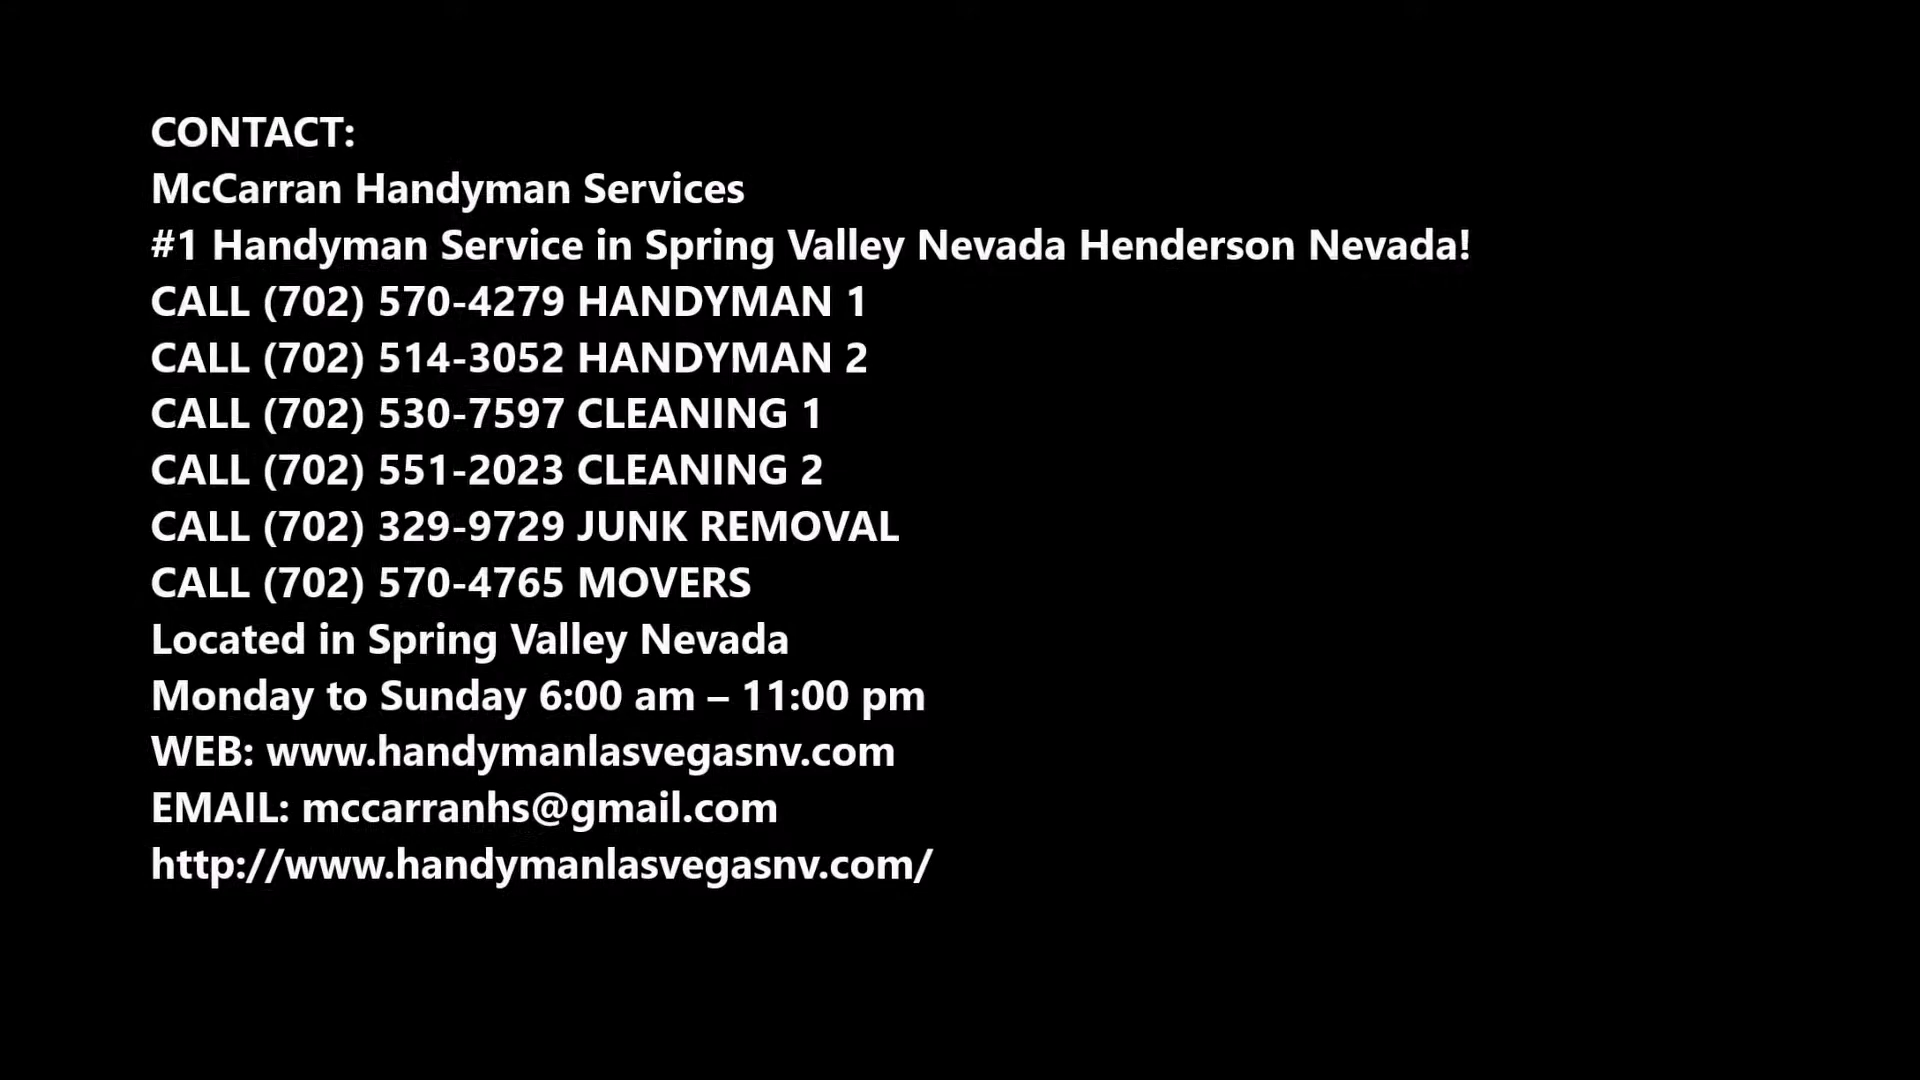 CONTACT:
McCarran Handyman Services
#1 Handyman Service in Spring Valley Nevada Henderson Nevada!
CALL (702) 570-4279 HANDYMAN 1
CALL (702) 514-3052 HANDYMAN 2
CALL (702) 530-7597 CLEANING 1
CALL (702) 551-2023 CLEANING 2
CALL (702) 329-9729 JUNK REMOVAL
CALL (702) 570-4765 MOVERS
Located in Spring Valley Nevada
Monday to Sunday 6:00 am – 11:00 pm
WEB: www.handymanlasvegasnv.com
EMAIL: mccarranhs@gmail.com
http://www.handymanlasvegasnv.com/